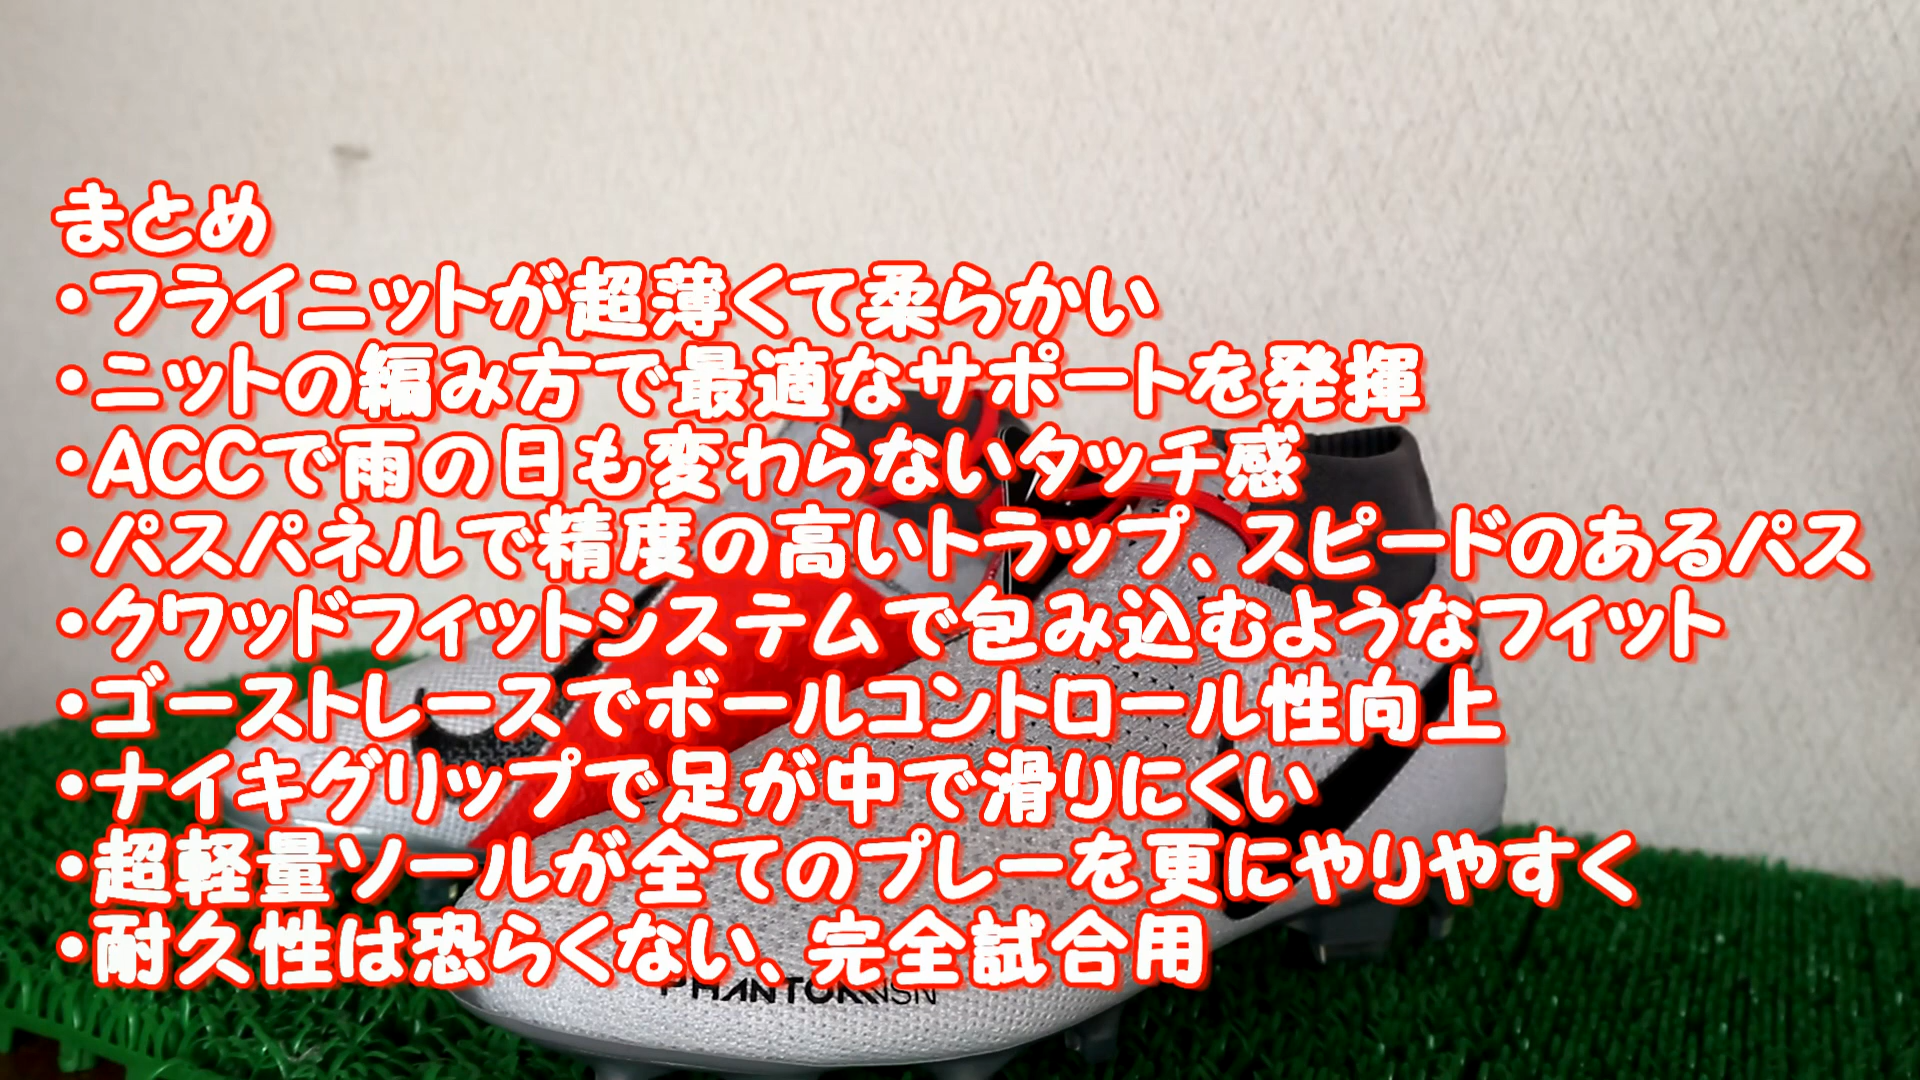 まとめ
・フライニットが超薄くて柔らかい
・ニットの編み方で最適なサポートを発揮
・ACCで雨の日も変わらないタッチ感
・パスパネルで精度の高いトラップ、スピードのあるパス
・クワッドフィットシステムで包み込むようなフィット
・ゴーストレースでボールコントロール性向上
・ナイキグリップで足が中で滑りにくい
・超軽量ソールが全てのプレーを更にやりやすく
・耐久性は恐らくない、完全試合用
PHANTOMVSN